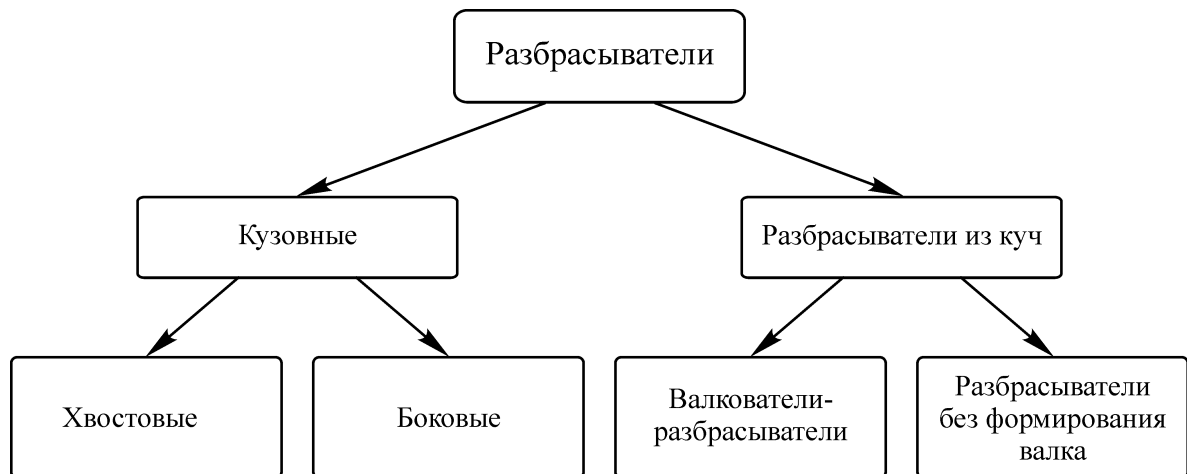 Разбрасыватели
Кузовные
Разбрасыватели из куч
Хвостовые
Боковые
Валкователи-
разбрасыватели
Разбрасыватели
без формирования
валка